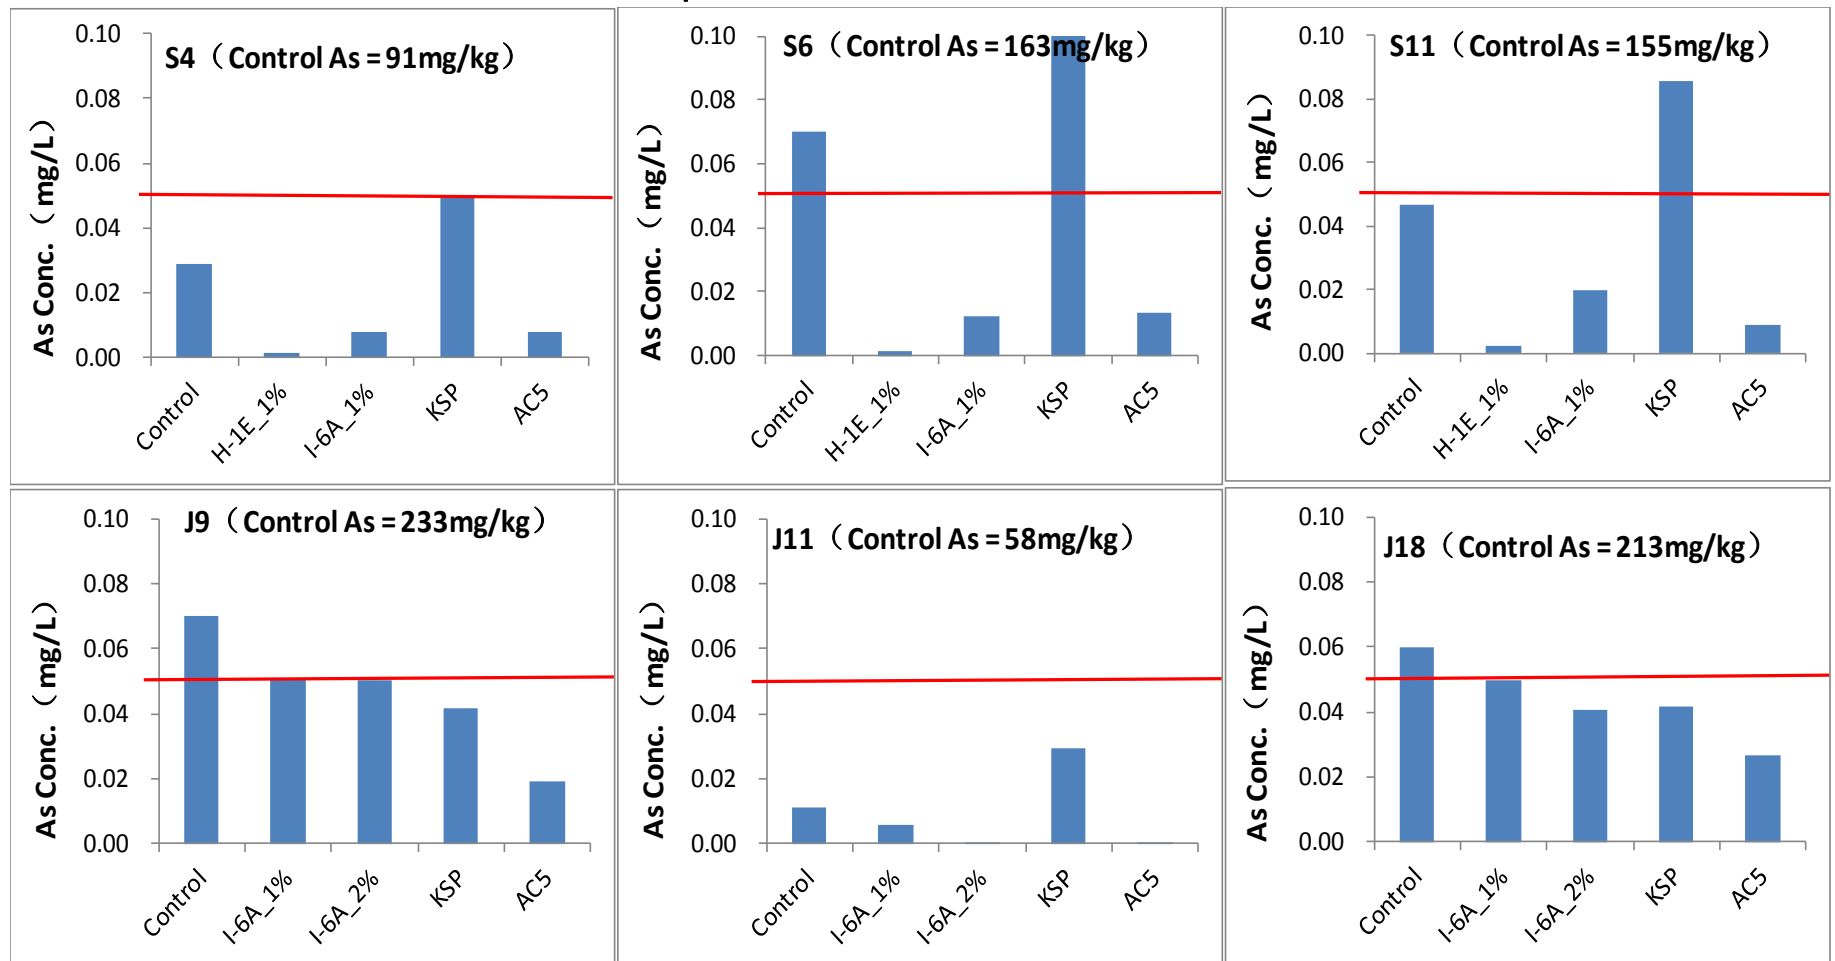 S4（Control As = 91mg/kg）
As Conc.（mg/L）
0.10
0.08
0.06
0.04
0.02
0.00
Control
H-1E_1%
I-6A_1%
KSP
AC5
S6（Control As = 163mg/kg）
As Conc.（mg/L）
0.10
0.08
0.06
0.04
0.02
0.00
Control
H-1E_1%
I-6A_1%
KSP
AC5
S11（Control As = 155mg/kg）
As Conc.（mg/L）
0.10
0.08
0.06
0.04
0.02
0.00
Control
H-1E_1%
I-6A_1%
KSP
AC5
J9（Control As = 233mg/kg）
As Conc.（mg/L）
0.10
0.08
0.06
0.04
0.02
0.00
Control
I-6A_1%
I-6A_2%
KSP
AC5
J11（Control As = 58mg/kg）
As Conc.（mg/L）
0.10
0.08
0.06
0.04
0.02
0.00
Control
I-6A_1%
I-6A_2%
KSP
AC5
J18（Control As = 213mg/kg）
As Conc.（mg/L）
0.10
0.08
0.06
0.04
0.02
0.00
Control
I-6A_1%
I-6A_2%
KSP
AC5